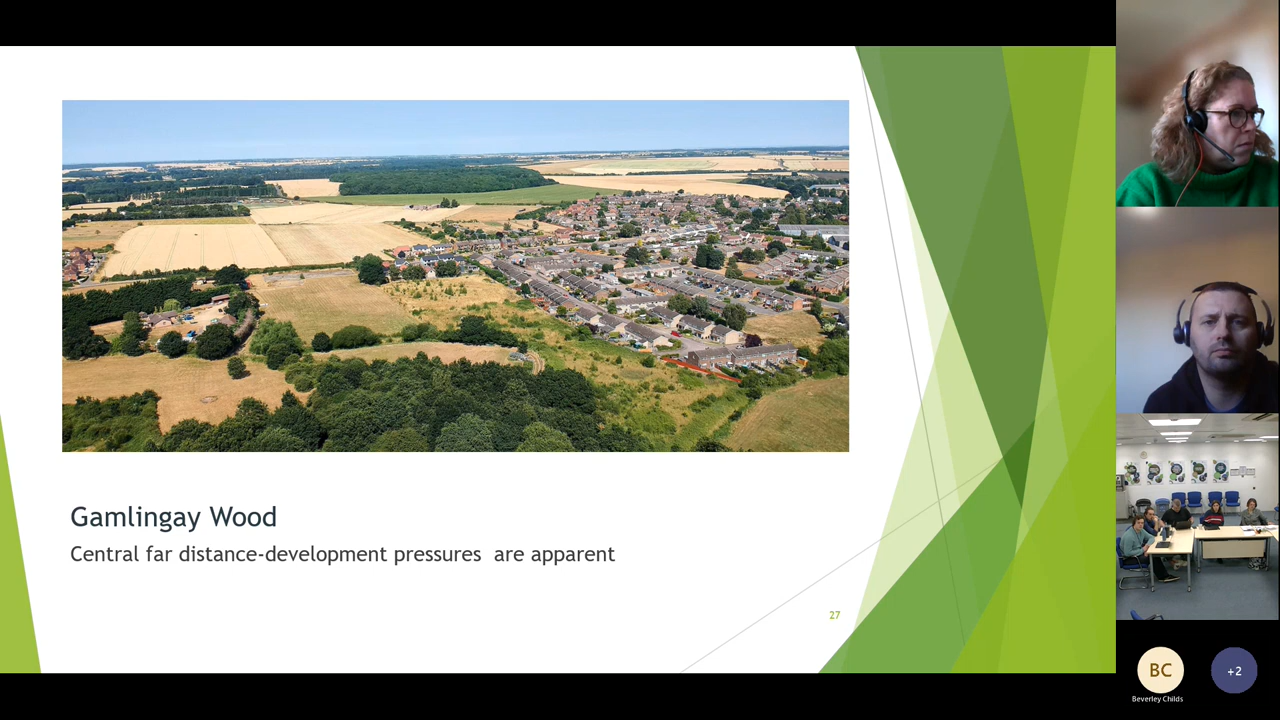 Gamlingay Wood
Central far distance-development pressures  are apparent
27
BC
+2
Beverley Childs